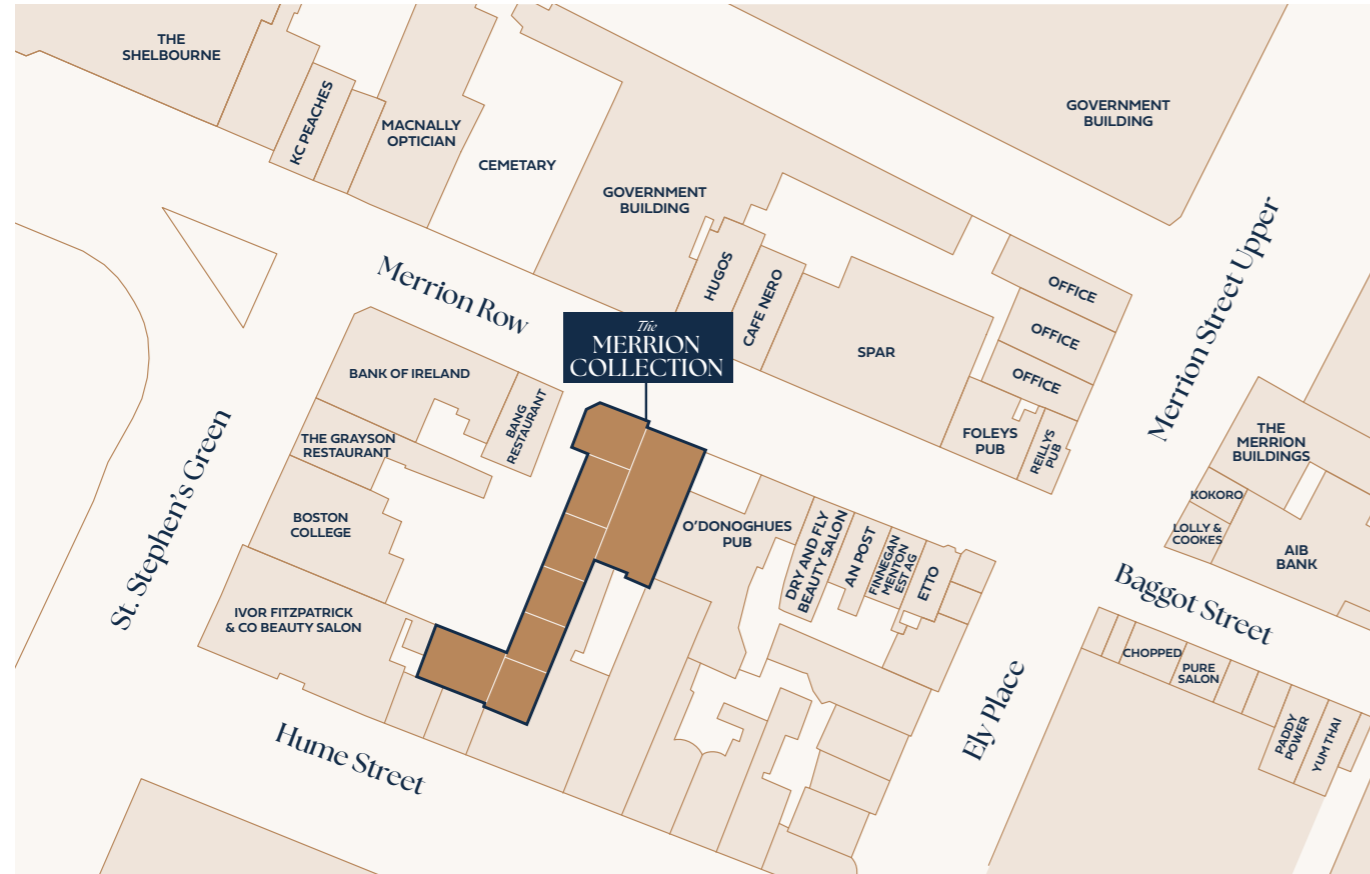 THE
SHELBOURNE
KC PEACHES
MACNALLY
OPTICIAN
CEMETARY
GOVERNMENT
BUILDING
GOVERNMENT
BUILDING
Merrion Row
HUGOS
CAFE NERO
SPAR
OFFICE
OFFICE
OFFICE
FOLEYS
PUB
REILLYS
PUB
Merrion Street Upper
The
MERRION
COLLECTION
BANK OF IRELAND
BANG
RESTAURANT
THE GRAYSON
RESTAURANT
BOSTON
COLLEGE
IVOR FITZPATRICK
& CO BEAUTY SALON
St. Stephen's Green
O'DONOGHUES
PUB
DRY AND FLY
BEAUTY SALON
AN POST
FINNEGAN
MENTON
EST AG
ETTO
THE
MERRION
BUILDINGS
KOKORO
LOLLY &
COOKES
AIB
BANK
Baggot Street
CHOPPED
PURE
SALON
PADDY
POWER
YUM THAI
Ely Place
Hume Street